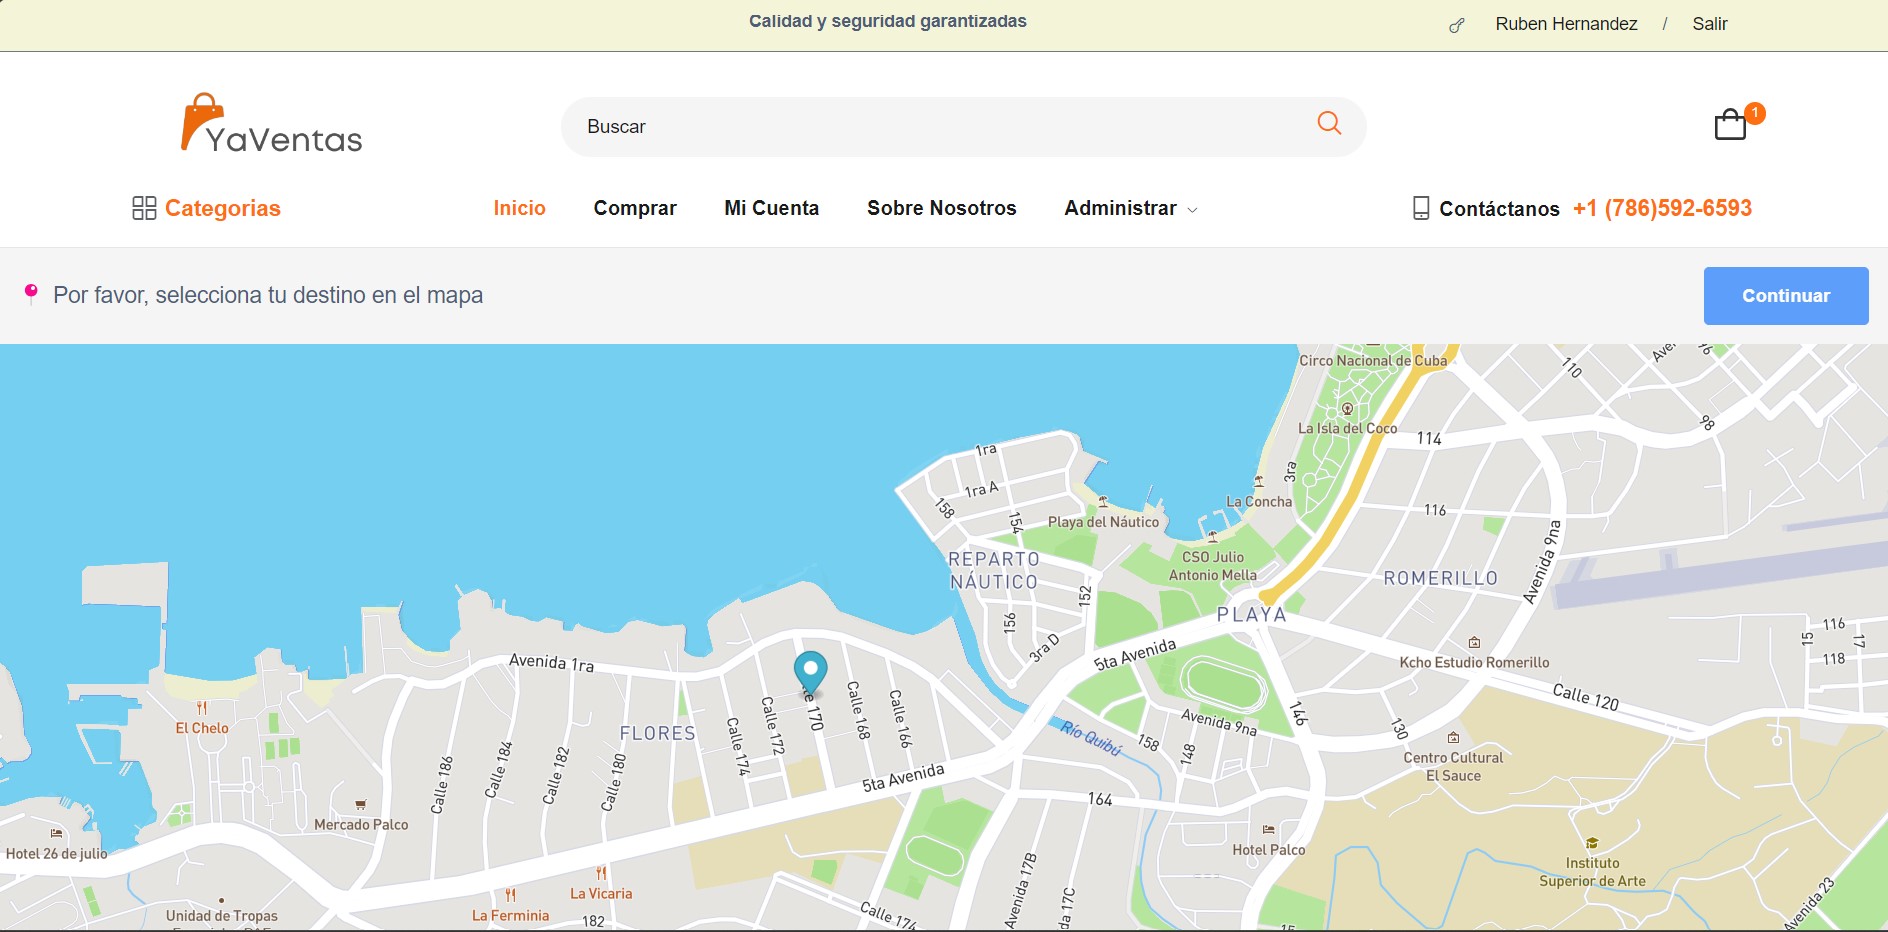 Calidad y seguridad garantizadas
Ruben Hernandez / Salir
YaVentas
Buscar
1
Categorias
Inicio
Comprar
Mi Cuenta
Sobre Nosotros
Administrar
Contáctanos +1 (786)592-6593
Por favor, selecciona tu destino en el mapa
Continuar
Circo Nacional de Cuba
110
96
La Isla del Coco
114
98
1ra
1ra A
3ra
158
154
La Concha
116
Playa del Náutico
REPARTO
NÁUTICO
CSO Julio
Antonio Mella
ROMERILLO
Avenida 9na
152
156
3ra D
PLAYA
5ta Avenida
15
116
17
118
Kcho Estudio Romerillo
Avenida 1ra
Calle 120
El Chelo
FLORES
Calle 174
Calle 172
170
Calle 168
Calle 166
Río Quibú
158
148
Avenida 9na
146
130
Centro Cultural
El Sauce
Calle 186
Calle 184
Calle 182
Calle 180
5ta Avenida
164
Mercado Palco
Hotel 26 de julio
Hotel Palco
Instituto
Superior de Arte
La Vicaria
La Ferminia
182
Unidad de Tropas
Calle 174
Avenida 17B
17C
Avenida 23